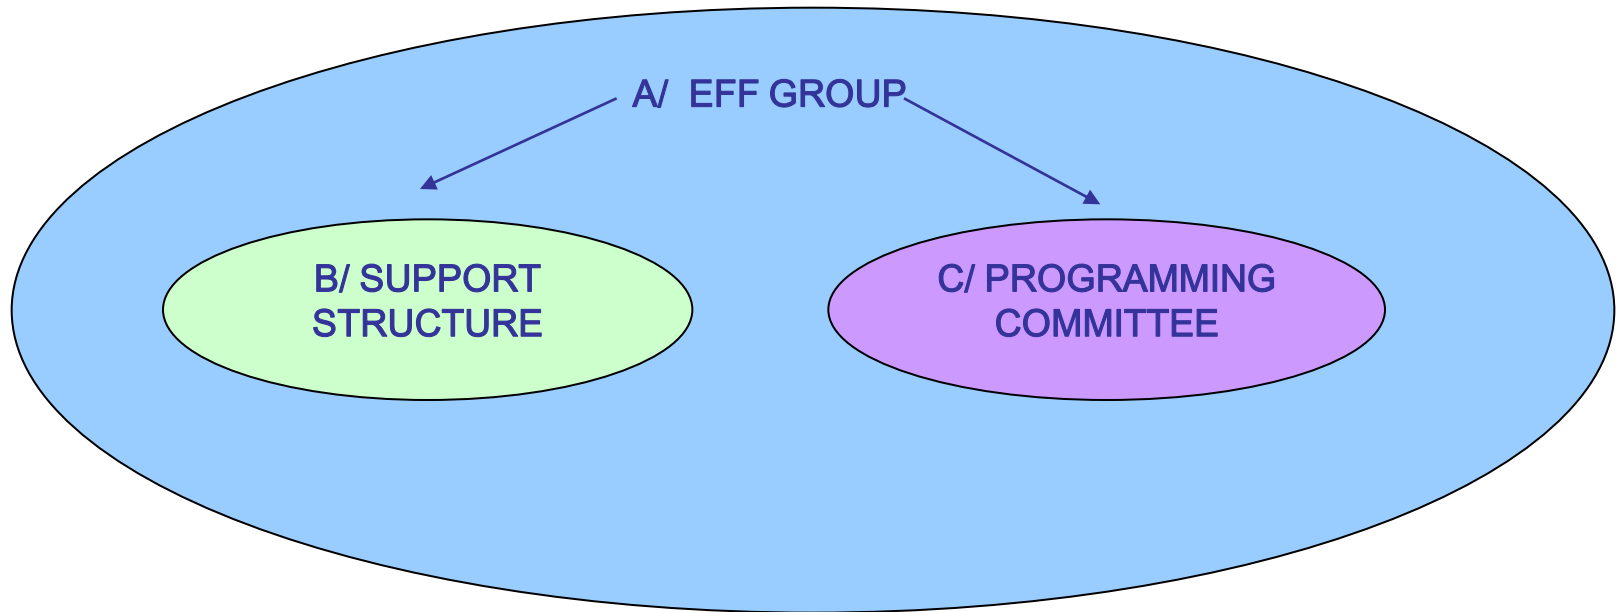 A/ EFF GROUP
B/ SUPPORT
STRUCTURE
C/ PROGRAMMING
COMMITTEE